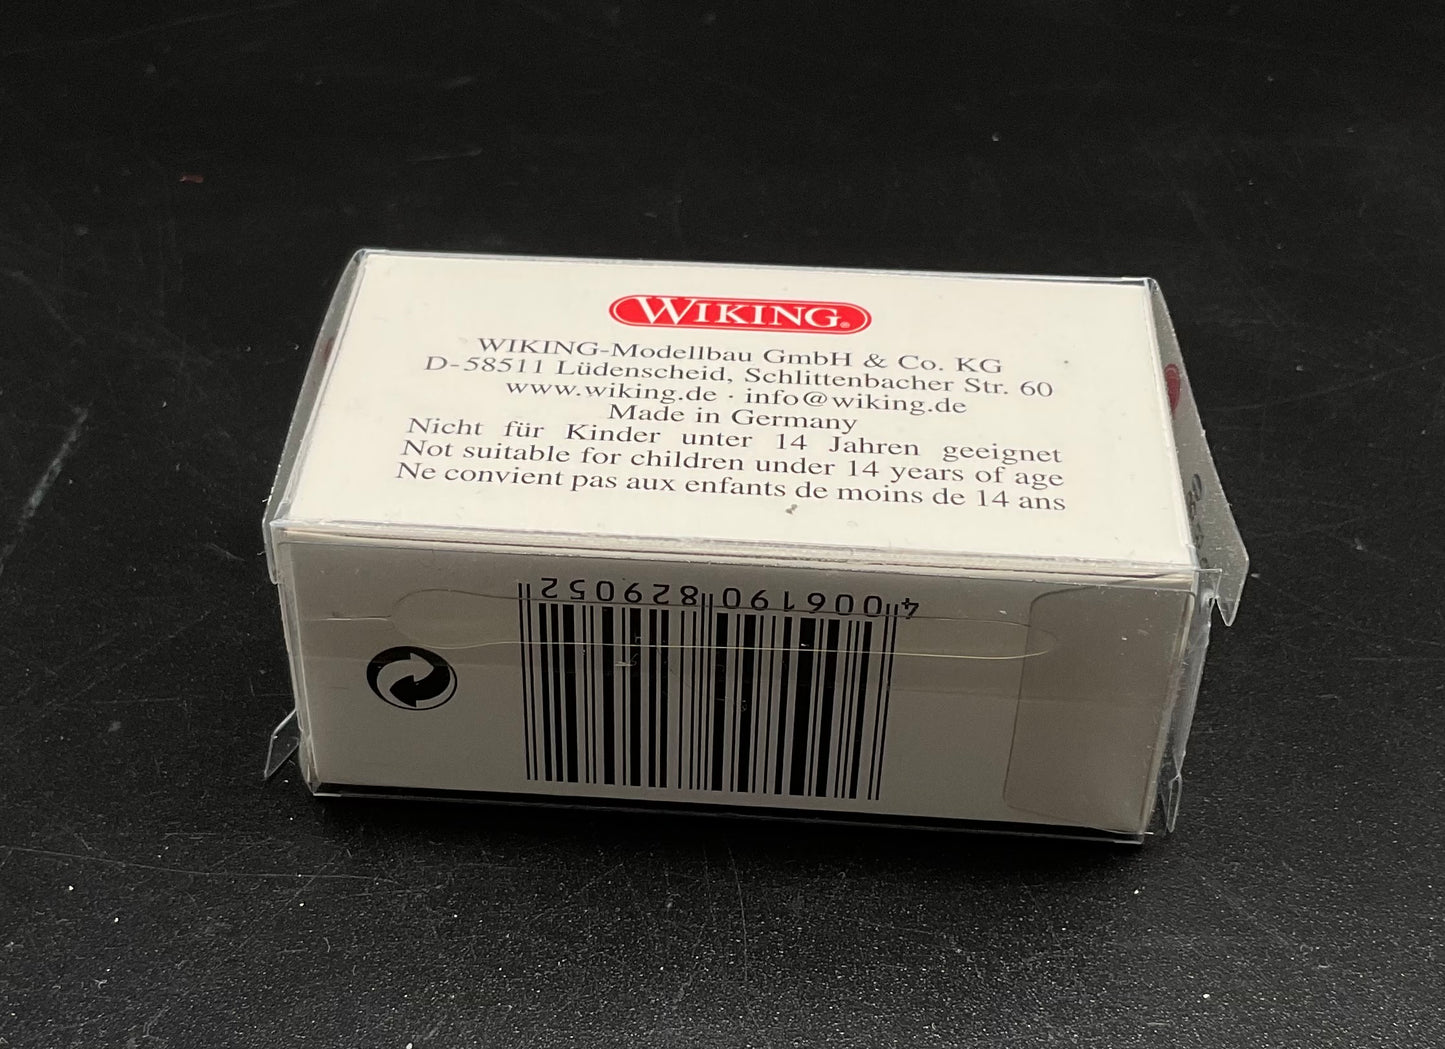 WIKING®
WIKING-Modellbau GmbH & Co. KG
D-58511 Lüdenscheid, Schlittenbacher Str. 60
www.wiking.de · info@wiking.de
Made in Germany
Nicht für Kinder unter 14 Jahren geeignet
Not suitable for children under 14 years of age
Ne convient pas aux enfants de moins de 14 ans
4 006190 829052